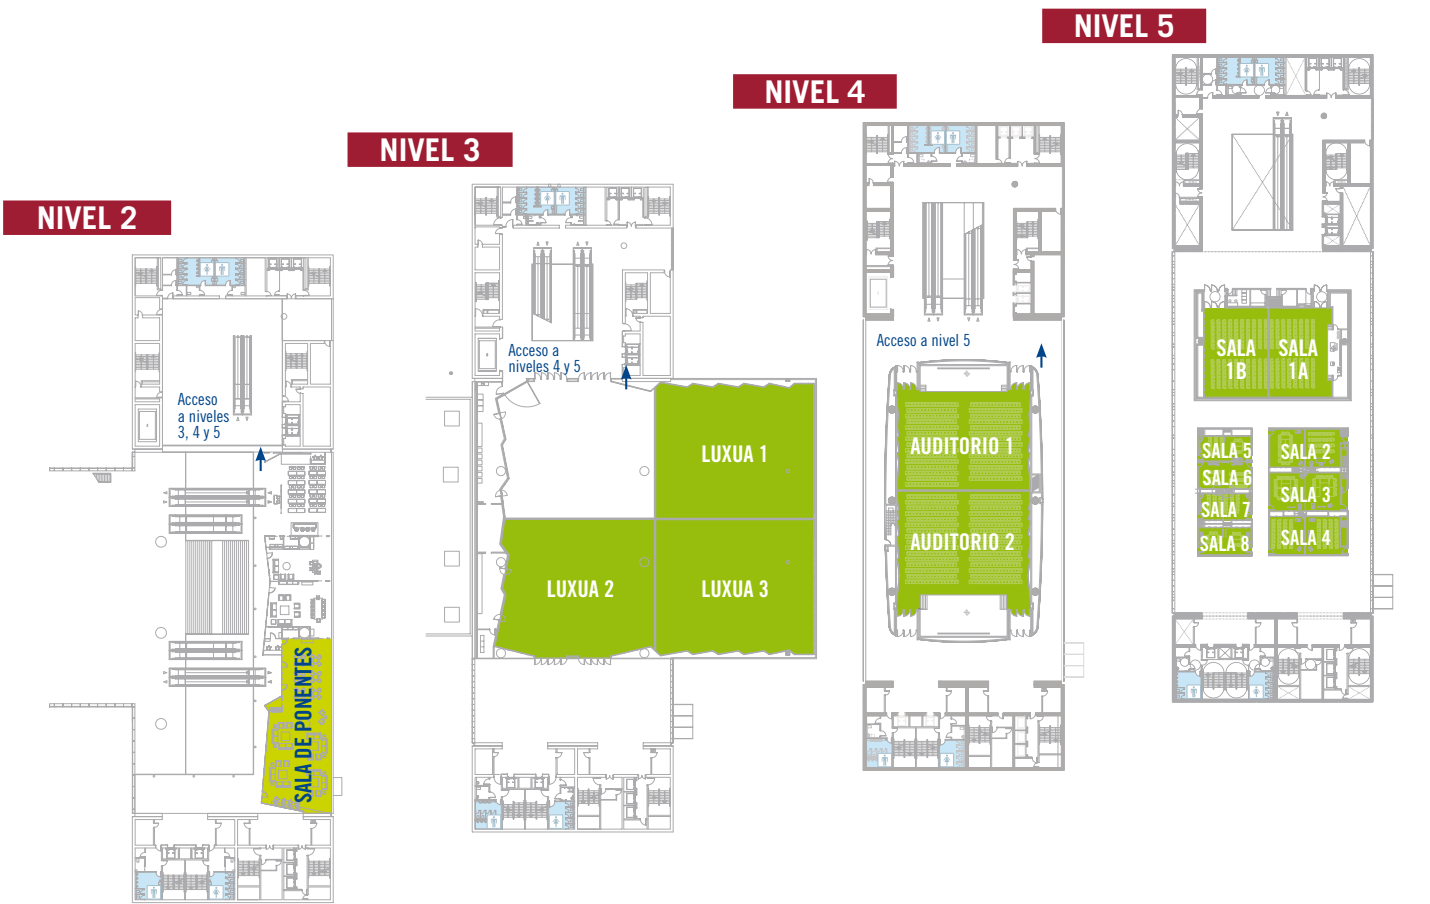 NIVEL 2
Acceso
a niveles
3, 4 y 5
SALA DE PONENTES
NIVEL 3
Acceso a
niveles 4 y 5
LUXUA 1
LUXUA 2
LUXUA 3
NIVEL 4
Acceso a nivel 5
AUDITORIO 1
AUDITORIO 2
NIVEL 5
SALA
1B
SALA
1A
SALA 5
SALA 6
SALA 7
SALA 8
SALA 2
SALA 3
SALA 4